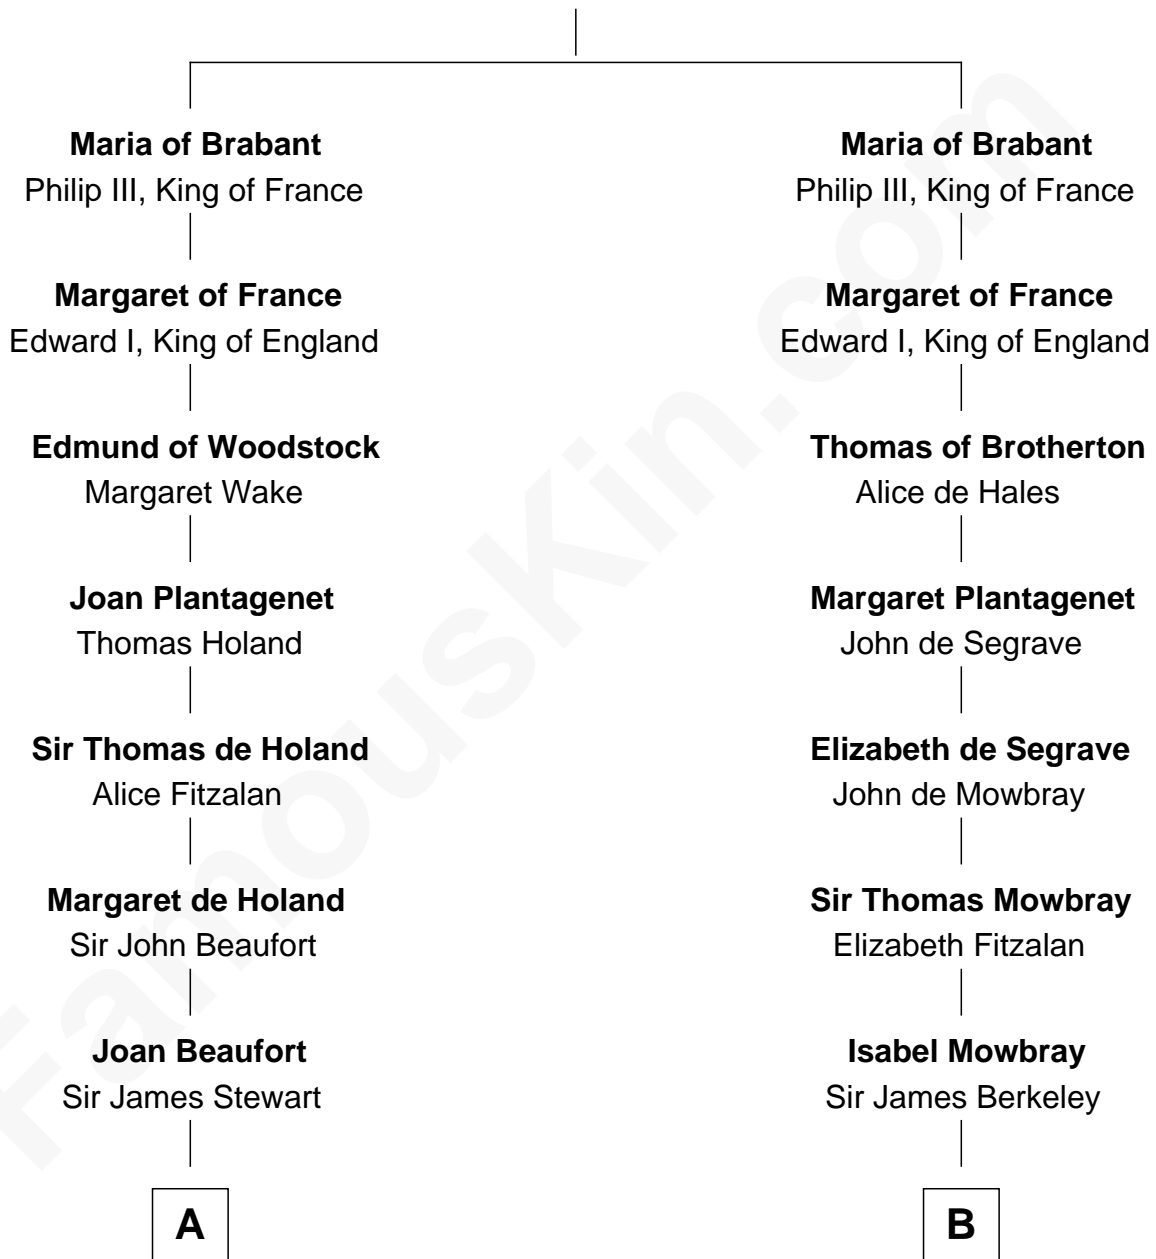 Maria of Brabant
Philip III, King of France
Margaret of France
Edward I, King of England
Edmund of Woodstock
Margaret Wake
Joan Plantagenet
Thomas Holand
Sir Thomas de Holand
Alice Fitzalan
Margaret de Holand
Sir John Beaufort
Joan Beaufort
Sir James Stewart
A
Maria of Brabant
Philip III, King of France
Margaret of France
Edward I, King of England
Thomas of Brotherton
Alice de Hales
Margaret Plantagenet
John de Segrave
Elizabeth de Segrave
John de Mowbray
Sir Thomas Mowbray
Elizabeth Fitzalan
Isabel Mowbray
Sir James Berkeley
B
FamousKin.com